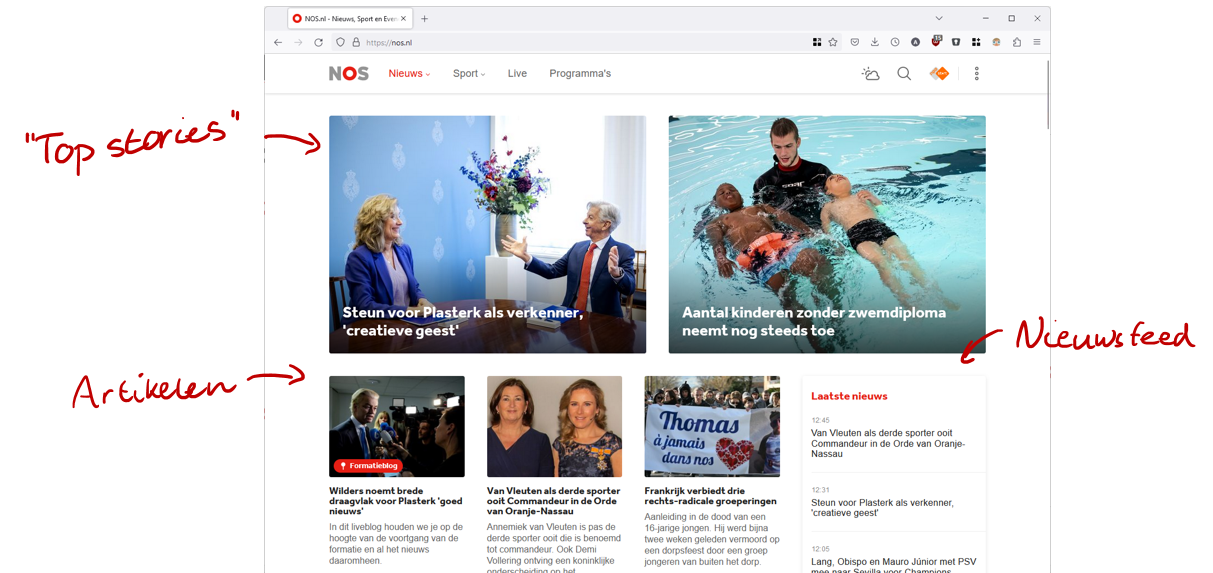 NOS.nl - Nieuws, Sport en Even
https://nos.nl
15
NOS
Nieuws
Sport
Live
Programma's
"Top stories"
Steun voor Plasterk als verkenner,
'creatieve geest'
Aantal kinderen zonder zwemdiploma
neemt nog steeds toe
Nieuwsfeed
Artikelen
Thomas
à jamais
dans nos
Formatieblog
Wilders noemt brede
draagvlak voor Plasterk 'goed
nieuws'
In dit liveblog houden we je op de
hoogte van de voortgang van de
formatie en al het nieuws
daaromheen.
Van Vleuten als derde sporter
ooit Commandeur in de Orde
van Oranje-Nassau
Annemiek van Vleuten is pas de
derde sporter ooit die is benoemd
tot commandeur. Ook Demi
Vollering ontving een koninklijke
onderscheiding op het
Frankrijk verbiedt drie
rechts-radicale groeperingen
Aanleiding in de dood van een
16-jarige jongen. Hij werd bijna
twee weken geleden vermoord op
een dorpsfeest door een groep
jongeren van buiten het dorp.
Laatste nieuws
12:45
Van Vleuten als derde sporter ooit
Commandeur in de Orde van Oranje-
Nassau
12:31
Steun voor Plasterk als verkenner,
'creatieve geest'
12:05
Lang, Obispo en Mauro Júnior met PSV
mee naar Sevilla voor Champions